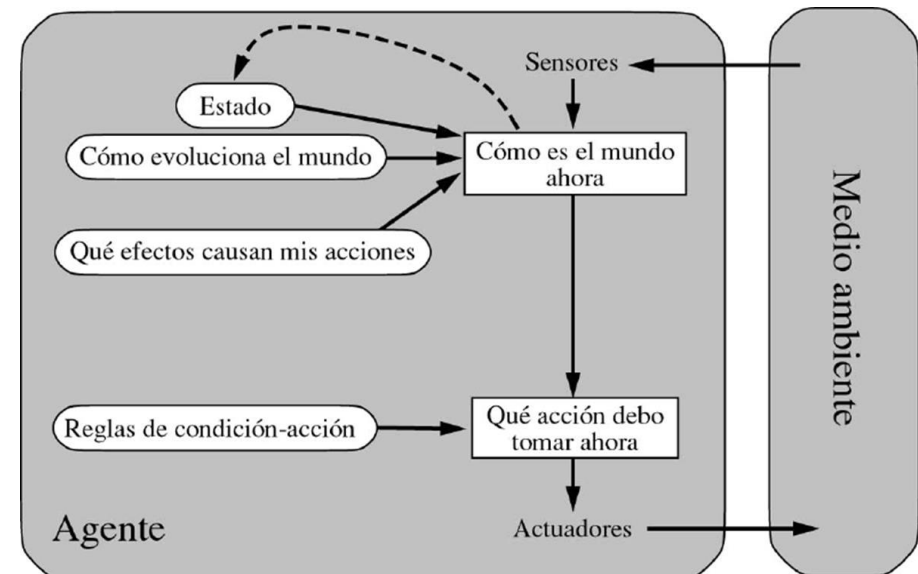 Sensores
Estado
Cómo evoluciona el mundo
Cómo es el mundo
ahora
Qué efectos causan mis acciones
Reglas de condición-acción
Qué acción debo
tomar ahora
Agente
Actuadores
Medio ambiente